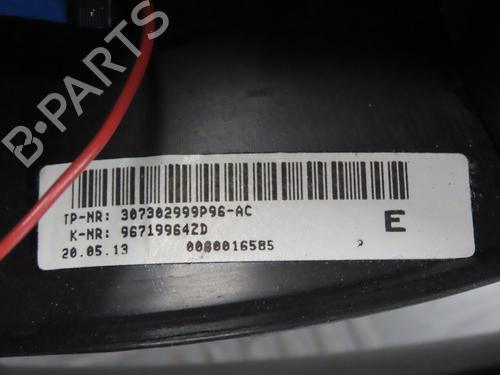 B-PARTS
TP-NR: 307302999P96-AC
K-NR: 96719964ZD
E
20.05.13 0080016585